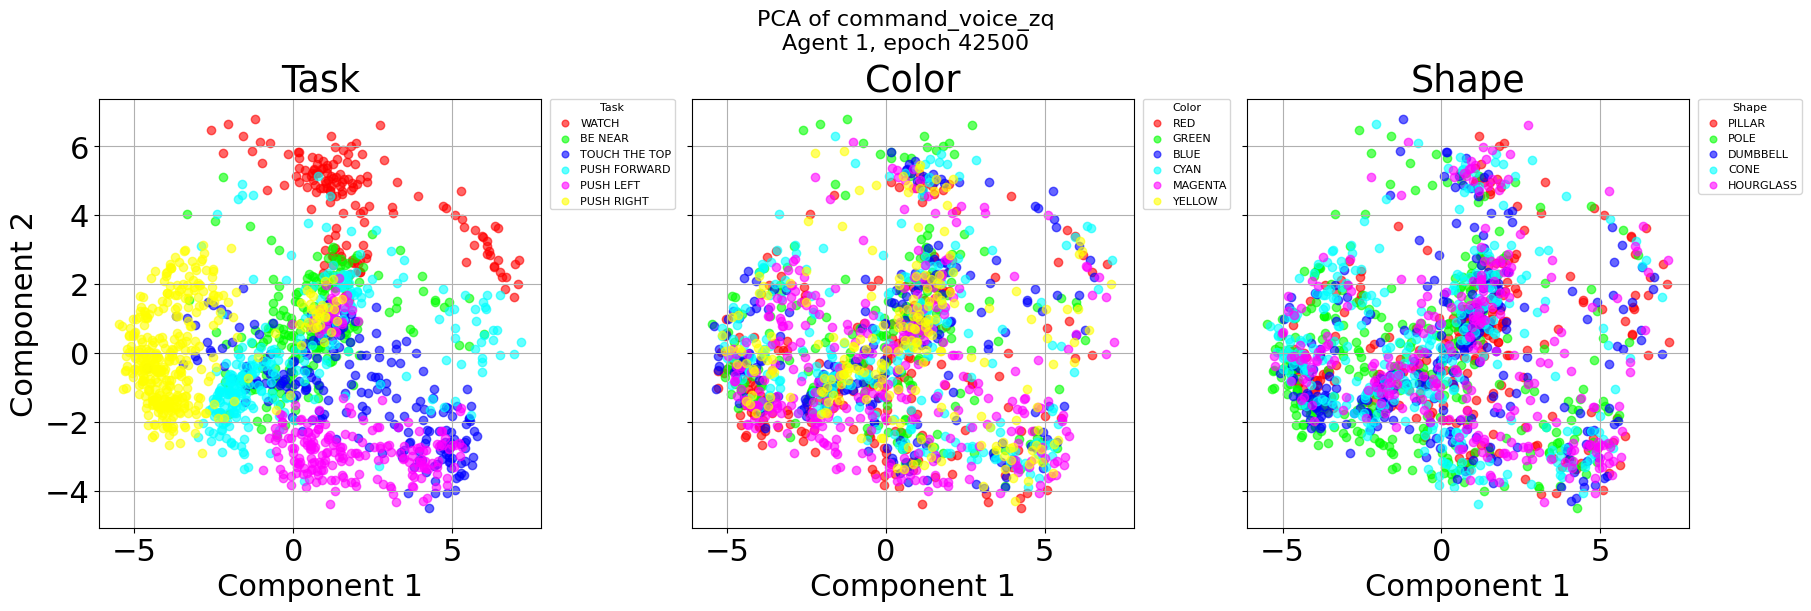 PCA of command_voice_zq
Agent 1, epoch 42500
Task
Component 2
6
4
2
0
−2
−4
−5 0 5
Component 1
Task
WATCH
BE NEAR
TOUCH THE TOP
PUSH FORWARD
PUSH LEFT
PUSH RIGHT
Color
−5 0 5
Component 1
Color
RED
GREEN
BLUE
CYAN
MAGENTA
YELLOW
Shape
−5 0 5
Component 1
Shape
PILLAR
POLE
DUMBBELL
CONE
HOURGLASS